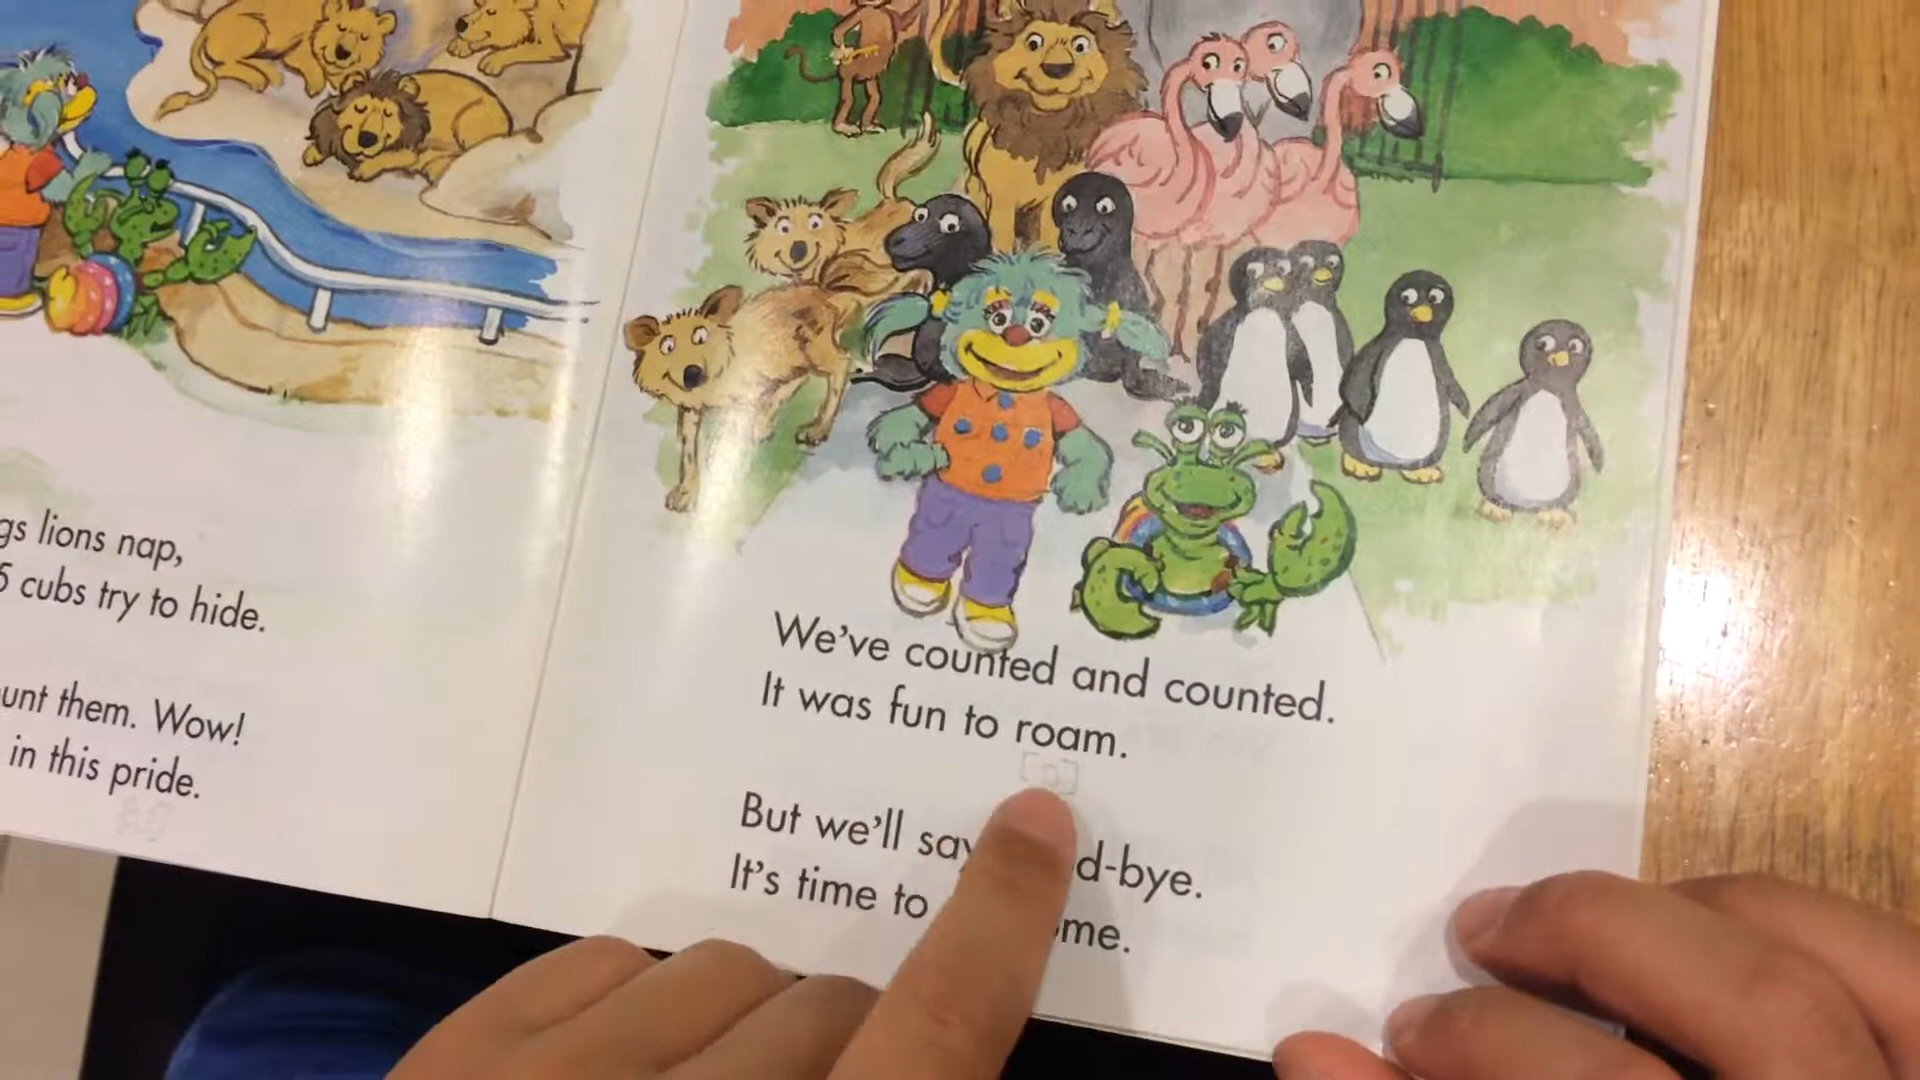 gs lions nap,
5 cubs try to hide.
unt them. Wow!
in this pride.
We've counted and counted.
It was fun to roam.
But we'll say d-bye.
It's time to me.